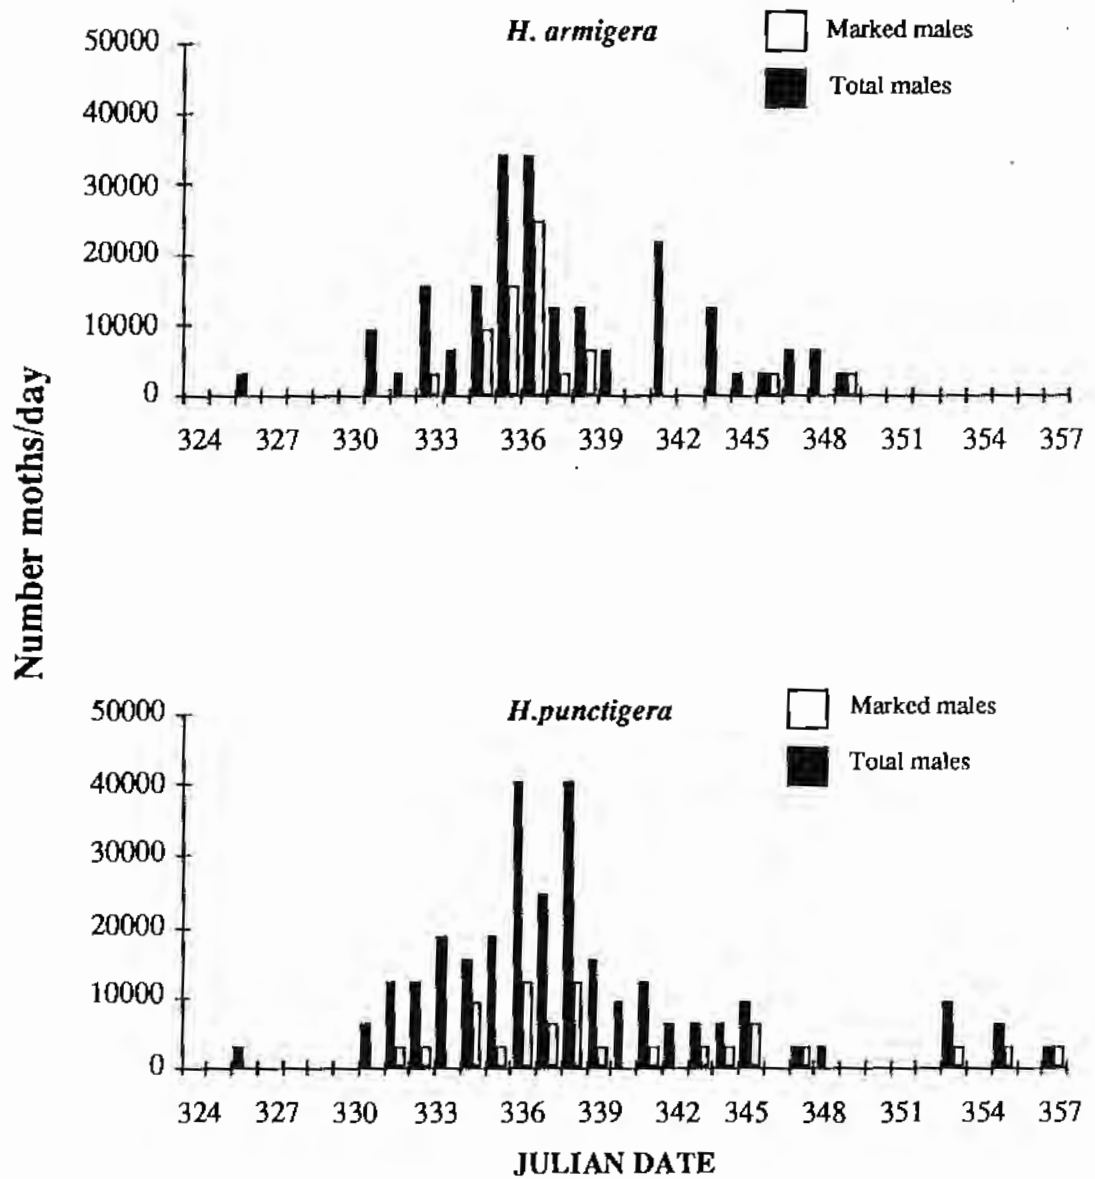 H. armigera
Marked males
Total males
50000
40000
30000
20000
10000
0
324 327 330 333 336 339 342 345 348 351 354 357
Number moths/day
H.punctigera
Marked males
Total males
50000
40000
30000
20000
10000
0
324 327 330 333 336 339 342 345 348 351 354 357
JULIAN DATE